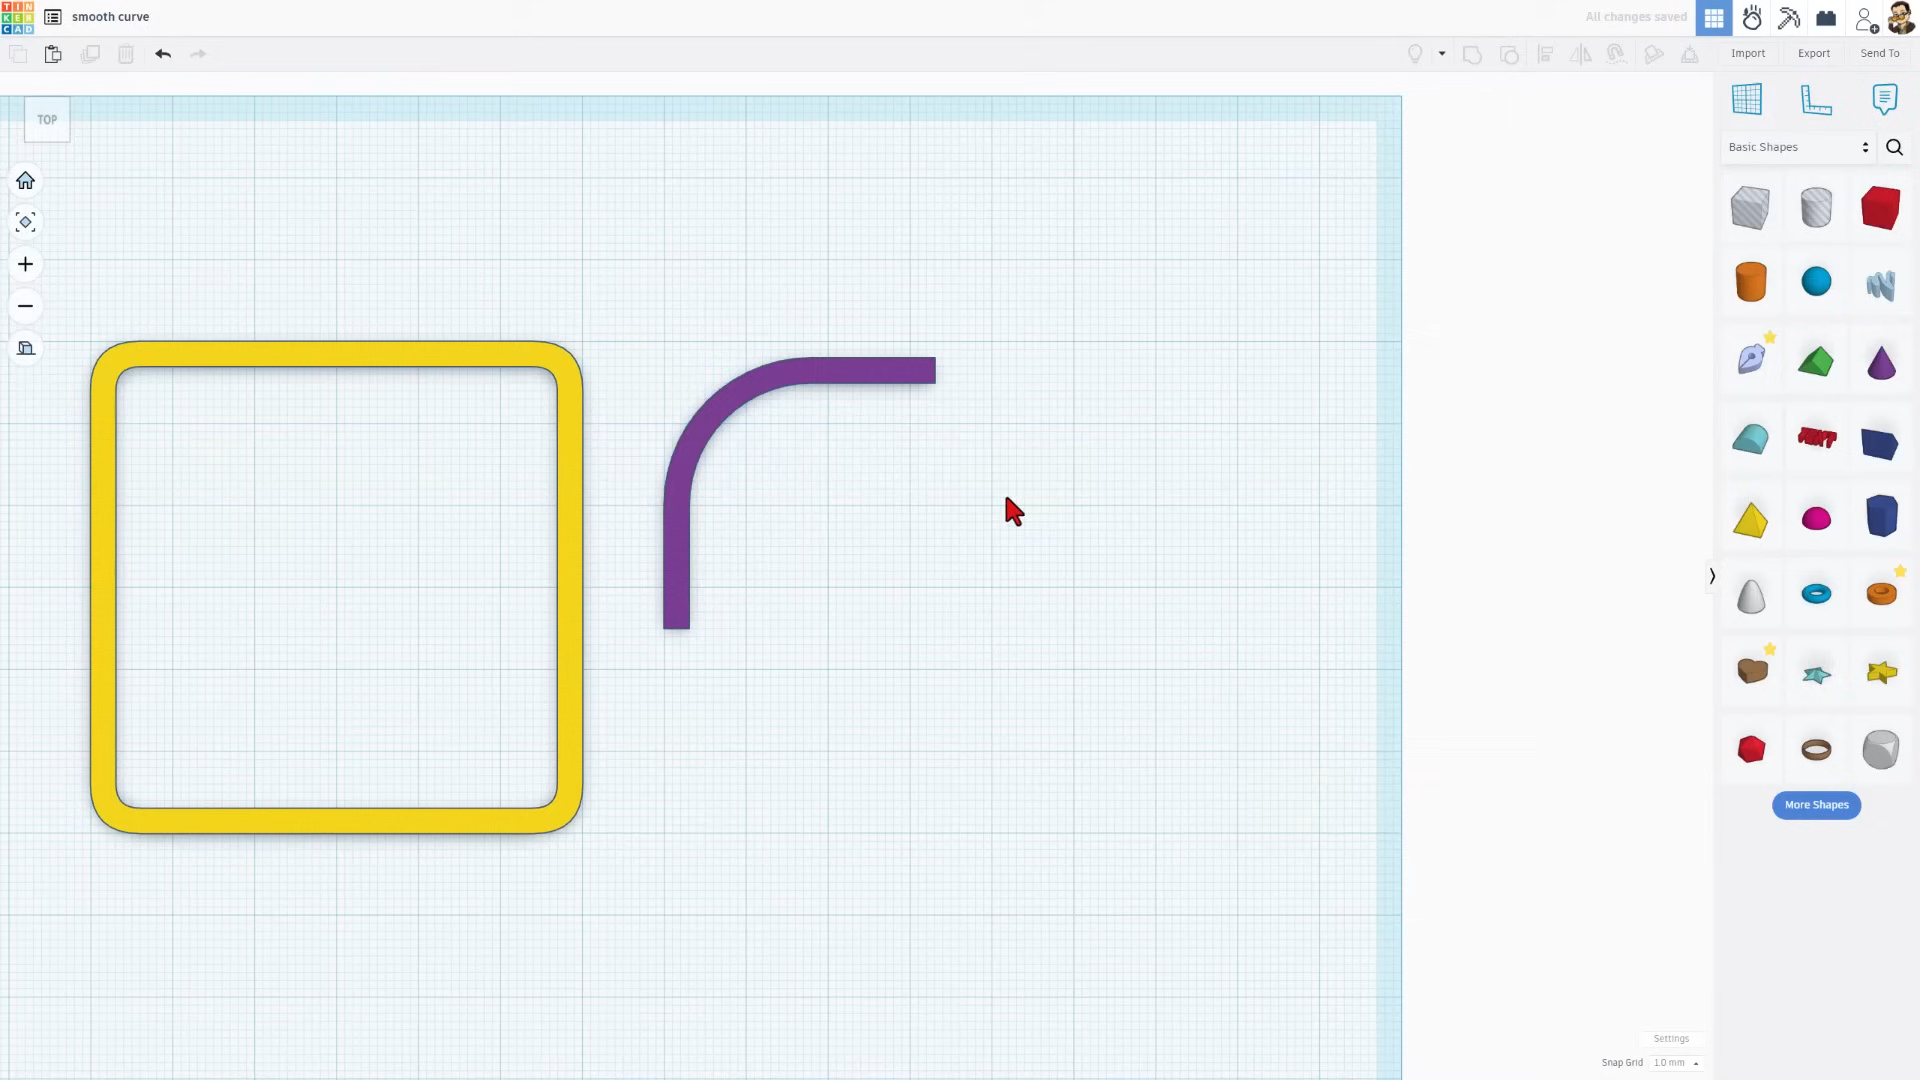 TIN
KER
CAD
smooth curve
All changes saved
Import
Export
Send To
TOP
Basic Shapes
More Shapes
Settings
Snap Grid
1.0 mm